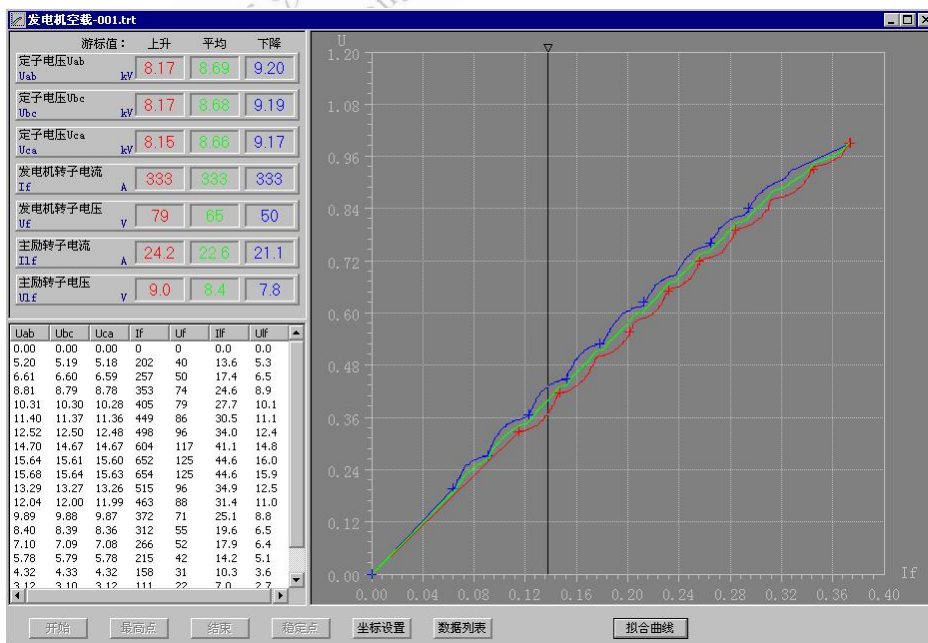 发电机空载-001.trt
游标值： 上升 平均 下降
定子电压Uab
Uab kV 8.17 8.69 9.20
定子电压Ubc
Ubc kV 8.17 8.68 9.19
定子电压Uca
Uca kV 8.15 8.66 9.17
发电机转子电流
If A 333 333 333
发电机转子电压
Uf V 79 65 50
主励转子电流
Ilf A 24.2 22.6 21.1
主励转子电压
Ulf V 9.0 8.4 7.8
Uab Ubc Uca If Uf Ilf Ulf
0.00 0.00 0.00 0 0 0.0 0.0
5.20 5.19 5.18 202 40 13.6 5.3
6.61 6.60 6.59 257 50 17.4 6.5
8.81 8.79 8.78 353 74 24.6 8.9
10.31 10.30 10.28 405 79 27.7 10.1
11.40 11.37 11.36 449 86 30.5 11.1
12.52 12.50 12.48 498 96 34.0 12.4
14.70 14.67 14.67 604 117 41.1 14.8
15.64 15.61 15.60 652 125 44.6 16.0
15.68 15.64 15.63 654 125 44.6 15.9
13.29 13.27 13.26 515 96 34.9 12.5
12.04 12.00 11.99 463 88 31.4 11.0
9.89 9.88 9.87 372 71 25.1 8.8
8.40 8.39 8.36 312 55 19.6 6.5
7.10 7.09 7.08 266 52 17.9 6.4
5.78 5.79 5.78 215 42 14.2 5.1
4.32 4.33 4.32 158 31 10.3 3.6
3.12 3.10 3.12 111 22 7.0 2.7
U
1.20
1.08
0.96
0.84
0.72
0.60
0.48
0.36
0.24
0.12
0.00
If
0.00 0.04 0.08 0.12 0.16 0.20 0.24 0.28 0.32 0.36 0.40
开始 最高点 结束 稳定点 坐标设置 数据列表 拟合曲线